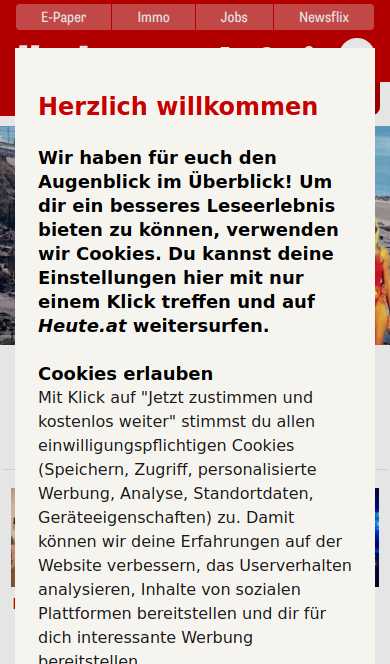 E-Paper
Immo
Jobs
Newsflix
Herzlich willkommen
Wir haben für euch den
Augenblick im Überblick! Um
dir ein besseres Leseerlebnis
bieten zu können, verwenden
wir Cookies. Du kannst deine
Einstellungen hier mit nur
einem Klick treffen und auf
Heute.at weitersurfen.
Cookies erlauben
Mit Klick auf "Jetzt zustimmen und
kostenlos weiter" stimmst du allen
einwilligungspflichtigen Cookies
(Speichern, Zugriff, personalisierte
Werbung, Analyse, Standortdaten,
Geräteeigenschaften) zu. Damit
können wir deine Erfahrungen auf der
Website verbessern, das Userverhalten
analysieren, Inhalte von sozialen
Plattformen bereitstellen und dir für
dich interessante Werbung
bereitstellen